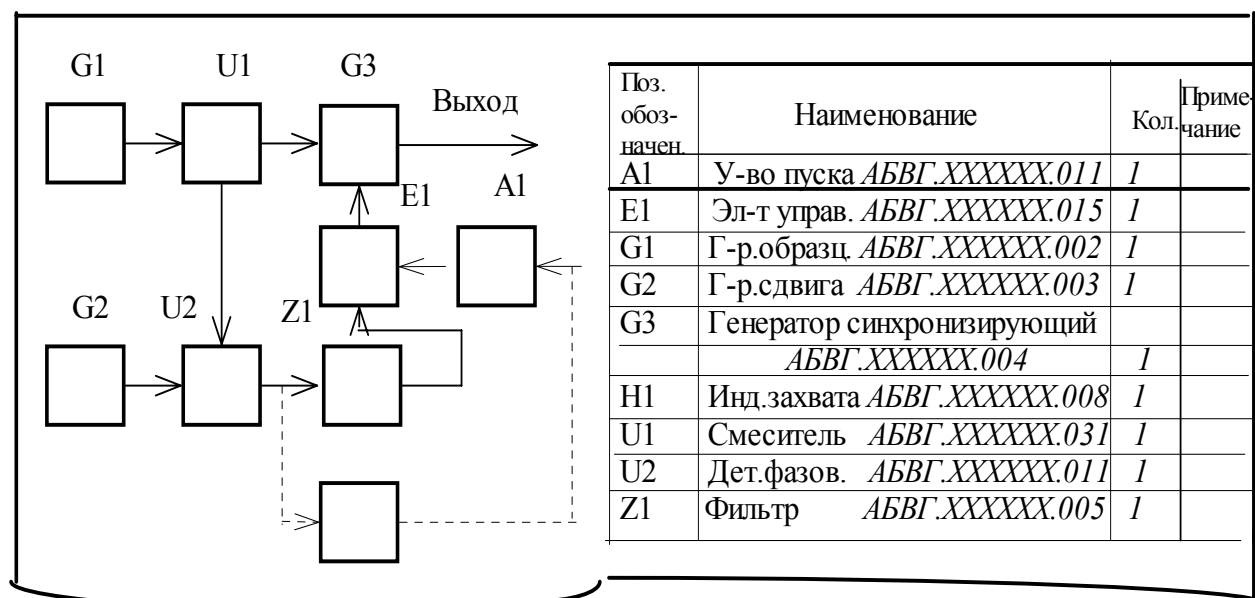 G1 U1 G3
Выход
E1 A1
G2 U2 Z1
Поз. обоз- начен. Наименование Кол. Приме- чание
A1 У-во пуска АБВГ.XXXXXX.011 1
E1 Эл-т управ. АБВГ.XXXXXX.015 1
G1 Г-р.образц. АБВГ.XXXXXX.002 1
G2 Г-р.сдвига АБВГ.XXXXXX.003 1
G3 Генератор синхронизирующий
АБВГ.XXXXXX.004 1
H1 Инд.захвата АБВГ.XXXXXX.008 1
U1 Смеситель АБВГ.XXXXXX.031 1
U2 Дет.фазов. АБВГ.XXXXXX.011 1
Z1 Фильтр АБВГ.XXXXXX.005 1